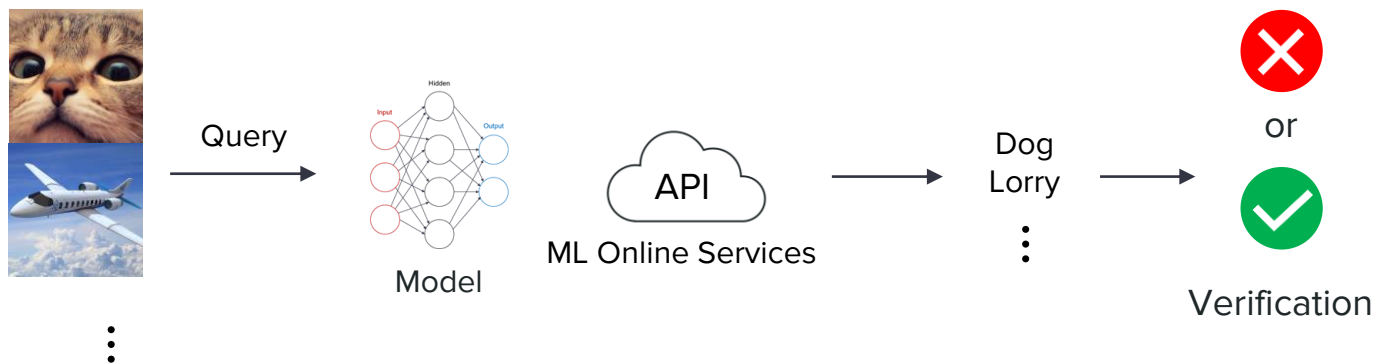 Query
Input
Hidden
Output
Model
API
ML Online Services
Dog
Lorry
or
Verification